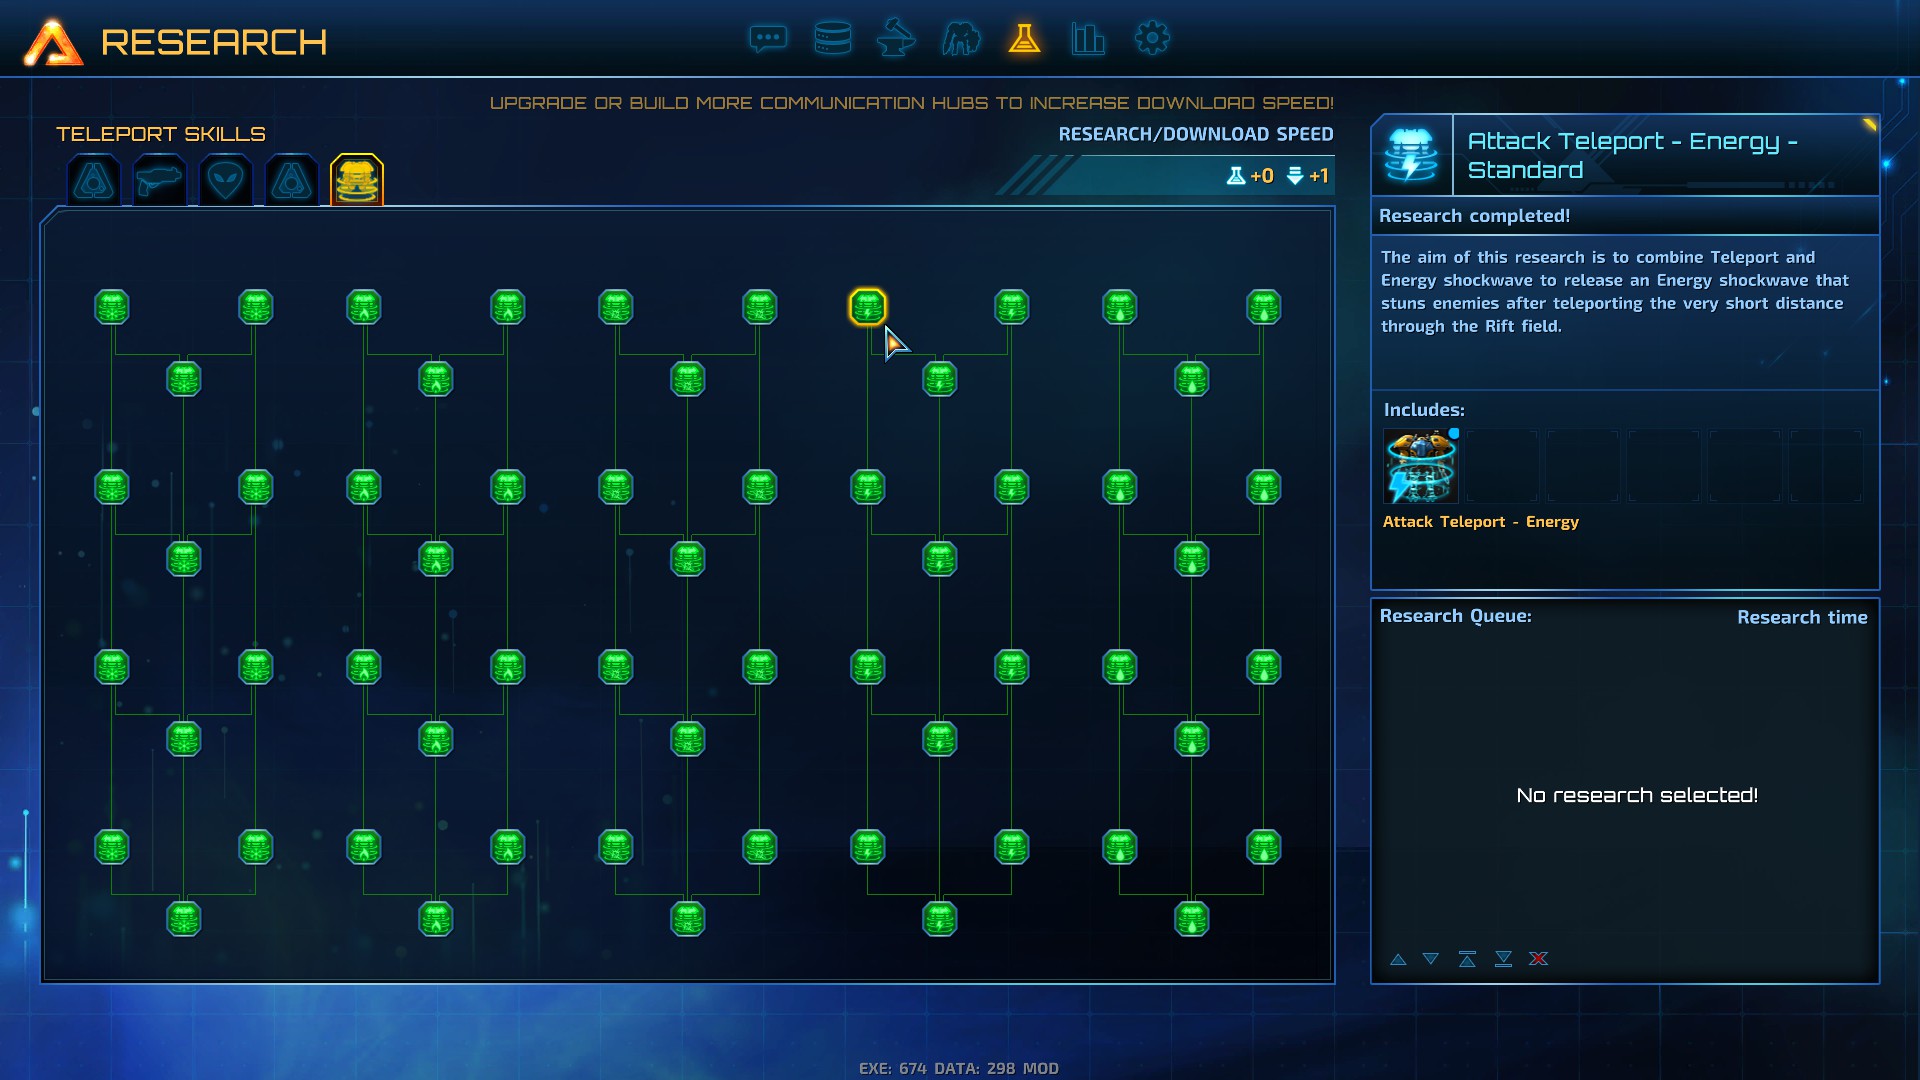 RESEARCH
UPGRADE OR BUILD MORE COMMUNICATION HUBS TO INCREASE DOWNLOAD SPEED!
TELEPORT SKILLS
RESEARCH/DOWNLOAD SPEED
+0 +1
Attack Teleport - Energy -
Standard
Research completed!
The aim of this research is to combine Teleport and
Energy shockwave to release an Energy shockwave that
stuns enemies after teleporting the very short distance
through the Rift field.
Includes:
Attack Teleport - Energy
Research Queue:
Research time
No research selected!
EXE: 674 DATA: 298 MOD